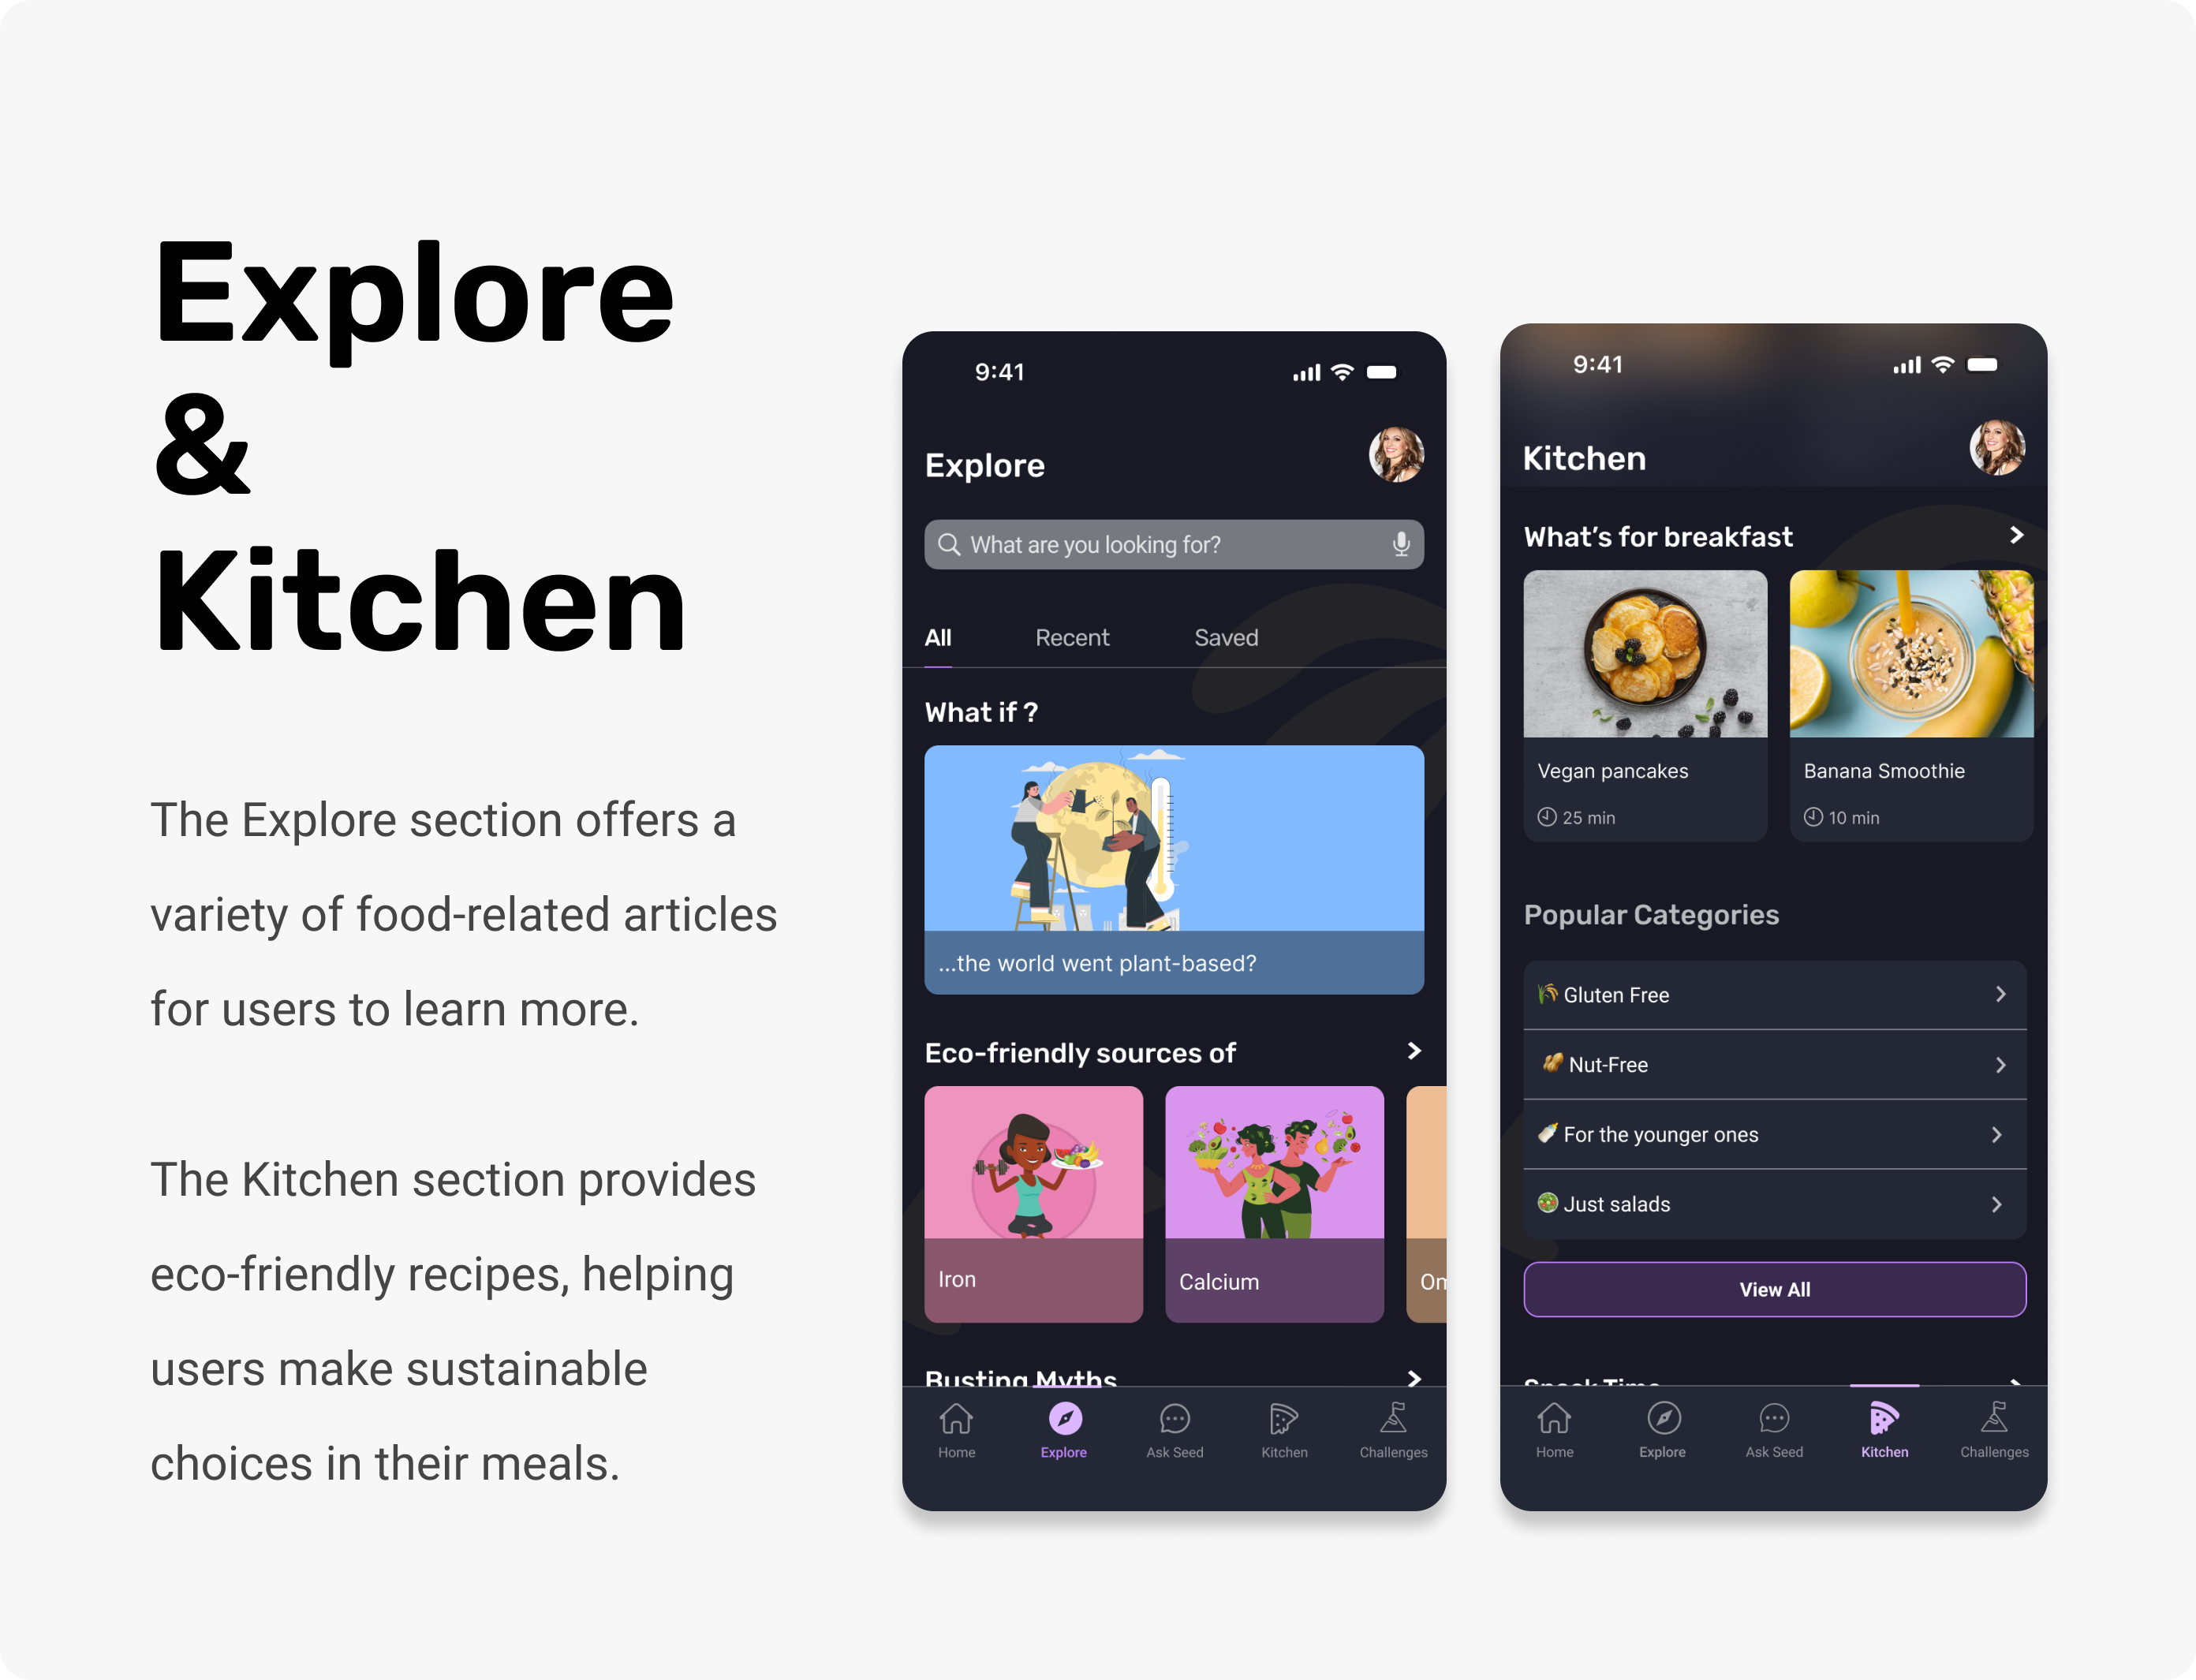 Explore
&
Kitchen
The Explore section offers a
variety of food-related articles
for users to learn more.
The Kitchen section provides
eco-friendly recipes, helping
users make sustainable
choices in their meals.
9:41
Explore
What are you looking for?
All Recent Saved
What if ?
...the world went plant-based?
Eco-friendly sources of
Iron Calcium Om
Busting Myths
Home Explore Ask Seed Kitchen Challenges
9:41
Kitchen
What's for breakfast
Vegan pancakes Banana Smoothie
25 min 10 min
Popular Categories
Gluten Free
Nut-Free
For the younger ones
Just salads
View All
Home Explore Ask Seed Kitchen Challenges